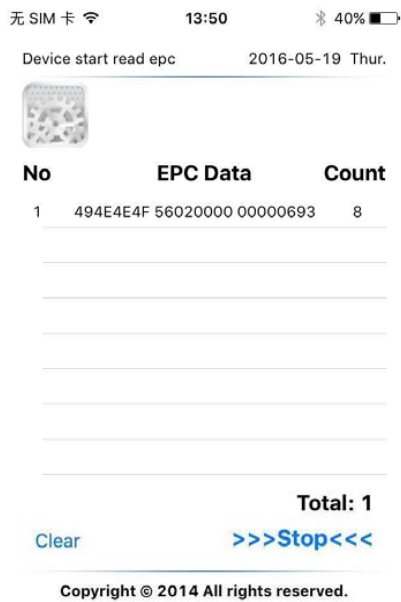 无 SIM 卡 13:50 40%
Device start read epc 2016-05-19 Thur.
No EPC Data Count
1 494E4E4F 56020000 00000693 8
Total: 1
Clear >>>Stop<<<
Copyright © 2014 All rights reserved.